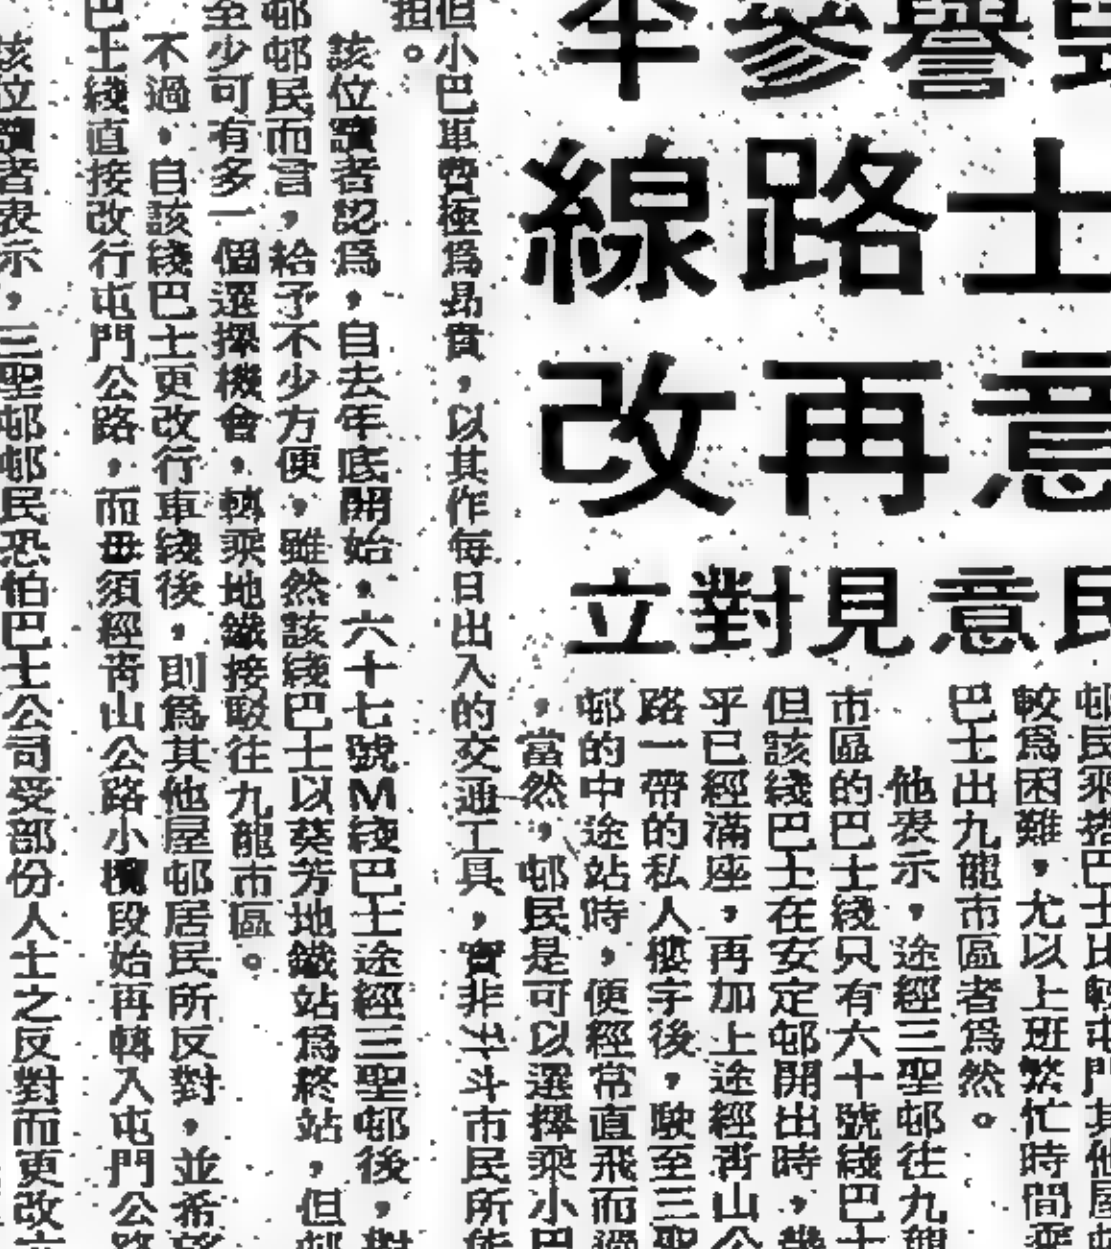 譽參
士路線
意再改
意見對立
邨民乘搭巴士比較屯門其他屋邨
較爲困難，尤以上班繁忙時間乘
巴士出九龍市區者爲然。
他表示，途經三聖邨往九龍
市區的巴士綫只有六十號綫巴士
但該綫巴士在安定邨開出時，幾
乎已經滿座，再加上途經靑山公
路一帶的私人樓宇後，駛至三聖
邨的中途站時，便經常直飛而過
，當然，邨民是可以選擇乘小巴
但小巴車費極爲昂貴，以其作每日出入的交通工具，實非升斗市民所能
担。
該位讀者認爲，自去年底開始，六十七號M綫巴士途經三聖邨後，對
邨邨民而言，給予不少方便，雖然該綫巴士以葵芳地鐵站爲終站，但
至少可有多一個選擇機會，轉乘地鐵接駁往九龍市區。
不過，自該綫巴士更改行車綫後，則爲其他屋邨居民所反對，並希望
巴士綫直接改行屯門公路，而毋須經靑山公路小欖段始再轉入屯門公路
該位讀者表示，三聖邨邨民恐怕巴士公司受部份人士之反對而更改